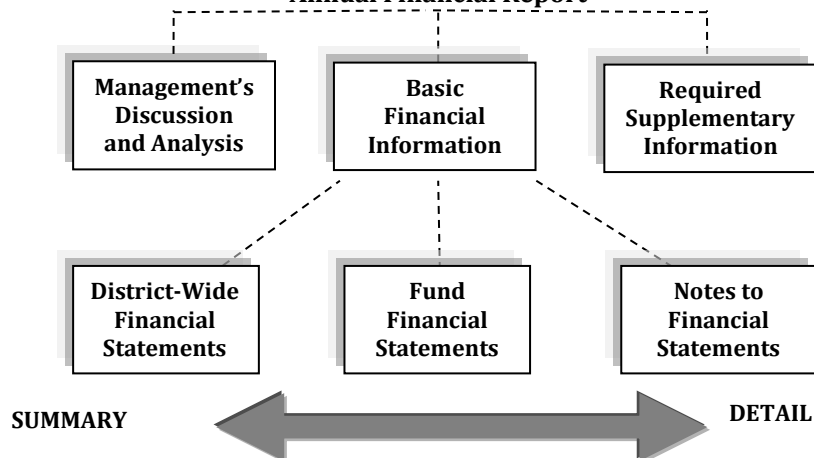 Annual Financial Report
Management’s
Discussion
and Analysis
Basic
Financial
Information
Required
Supplementary
Information
District-Wide
Financial
Statements
Fund
Financial
Statements
Notes to
Financial
Statements
SUMMARY
DETAIL